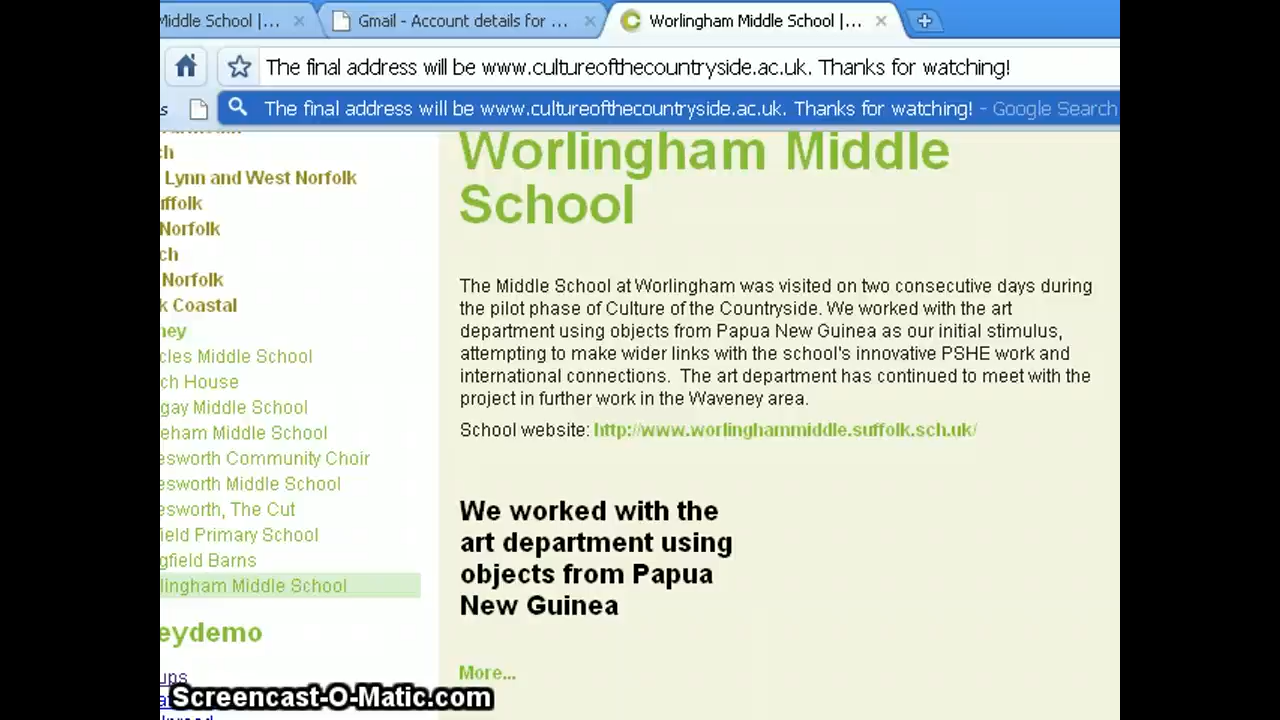 Middle School |...
Gmail - Account details for ...
Worlingham Middle School |...
The final address will be www.cultureofthecountryside.ac.uk. Thanks for watching!
The final address will be www.cultureofthecountryside.ac.uk. Thanks for watching! - Google Search
Lynn and West Norfolk
Norfolk
Norfolk
Coastal
Middle School
House
Middle School
Middle School
Community Choir
Middle School
The Cut
Primary School
Barns
Middle School
Worlingham Middle
School
The Middle School at Worlingham was visited on two consecutive days during
the pilot phase of Culture of the Countryside. We worked with the art
department using objects from Papua New Guinea as our initial stimulus,
attempting to make wider links with the school's innovative PSHE work and
international connections. The art department has continued to meet with the
project in further work in the Waveney area.
School website: http://www.worlinghammiddle.suffolk.sch.uk/
We worked with the
art department using
objects from Papua
New Guinea
More...
Screencast-O-Matic.com